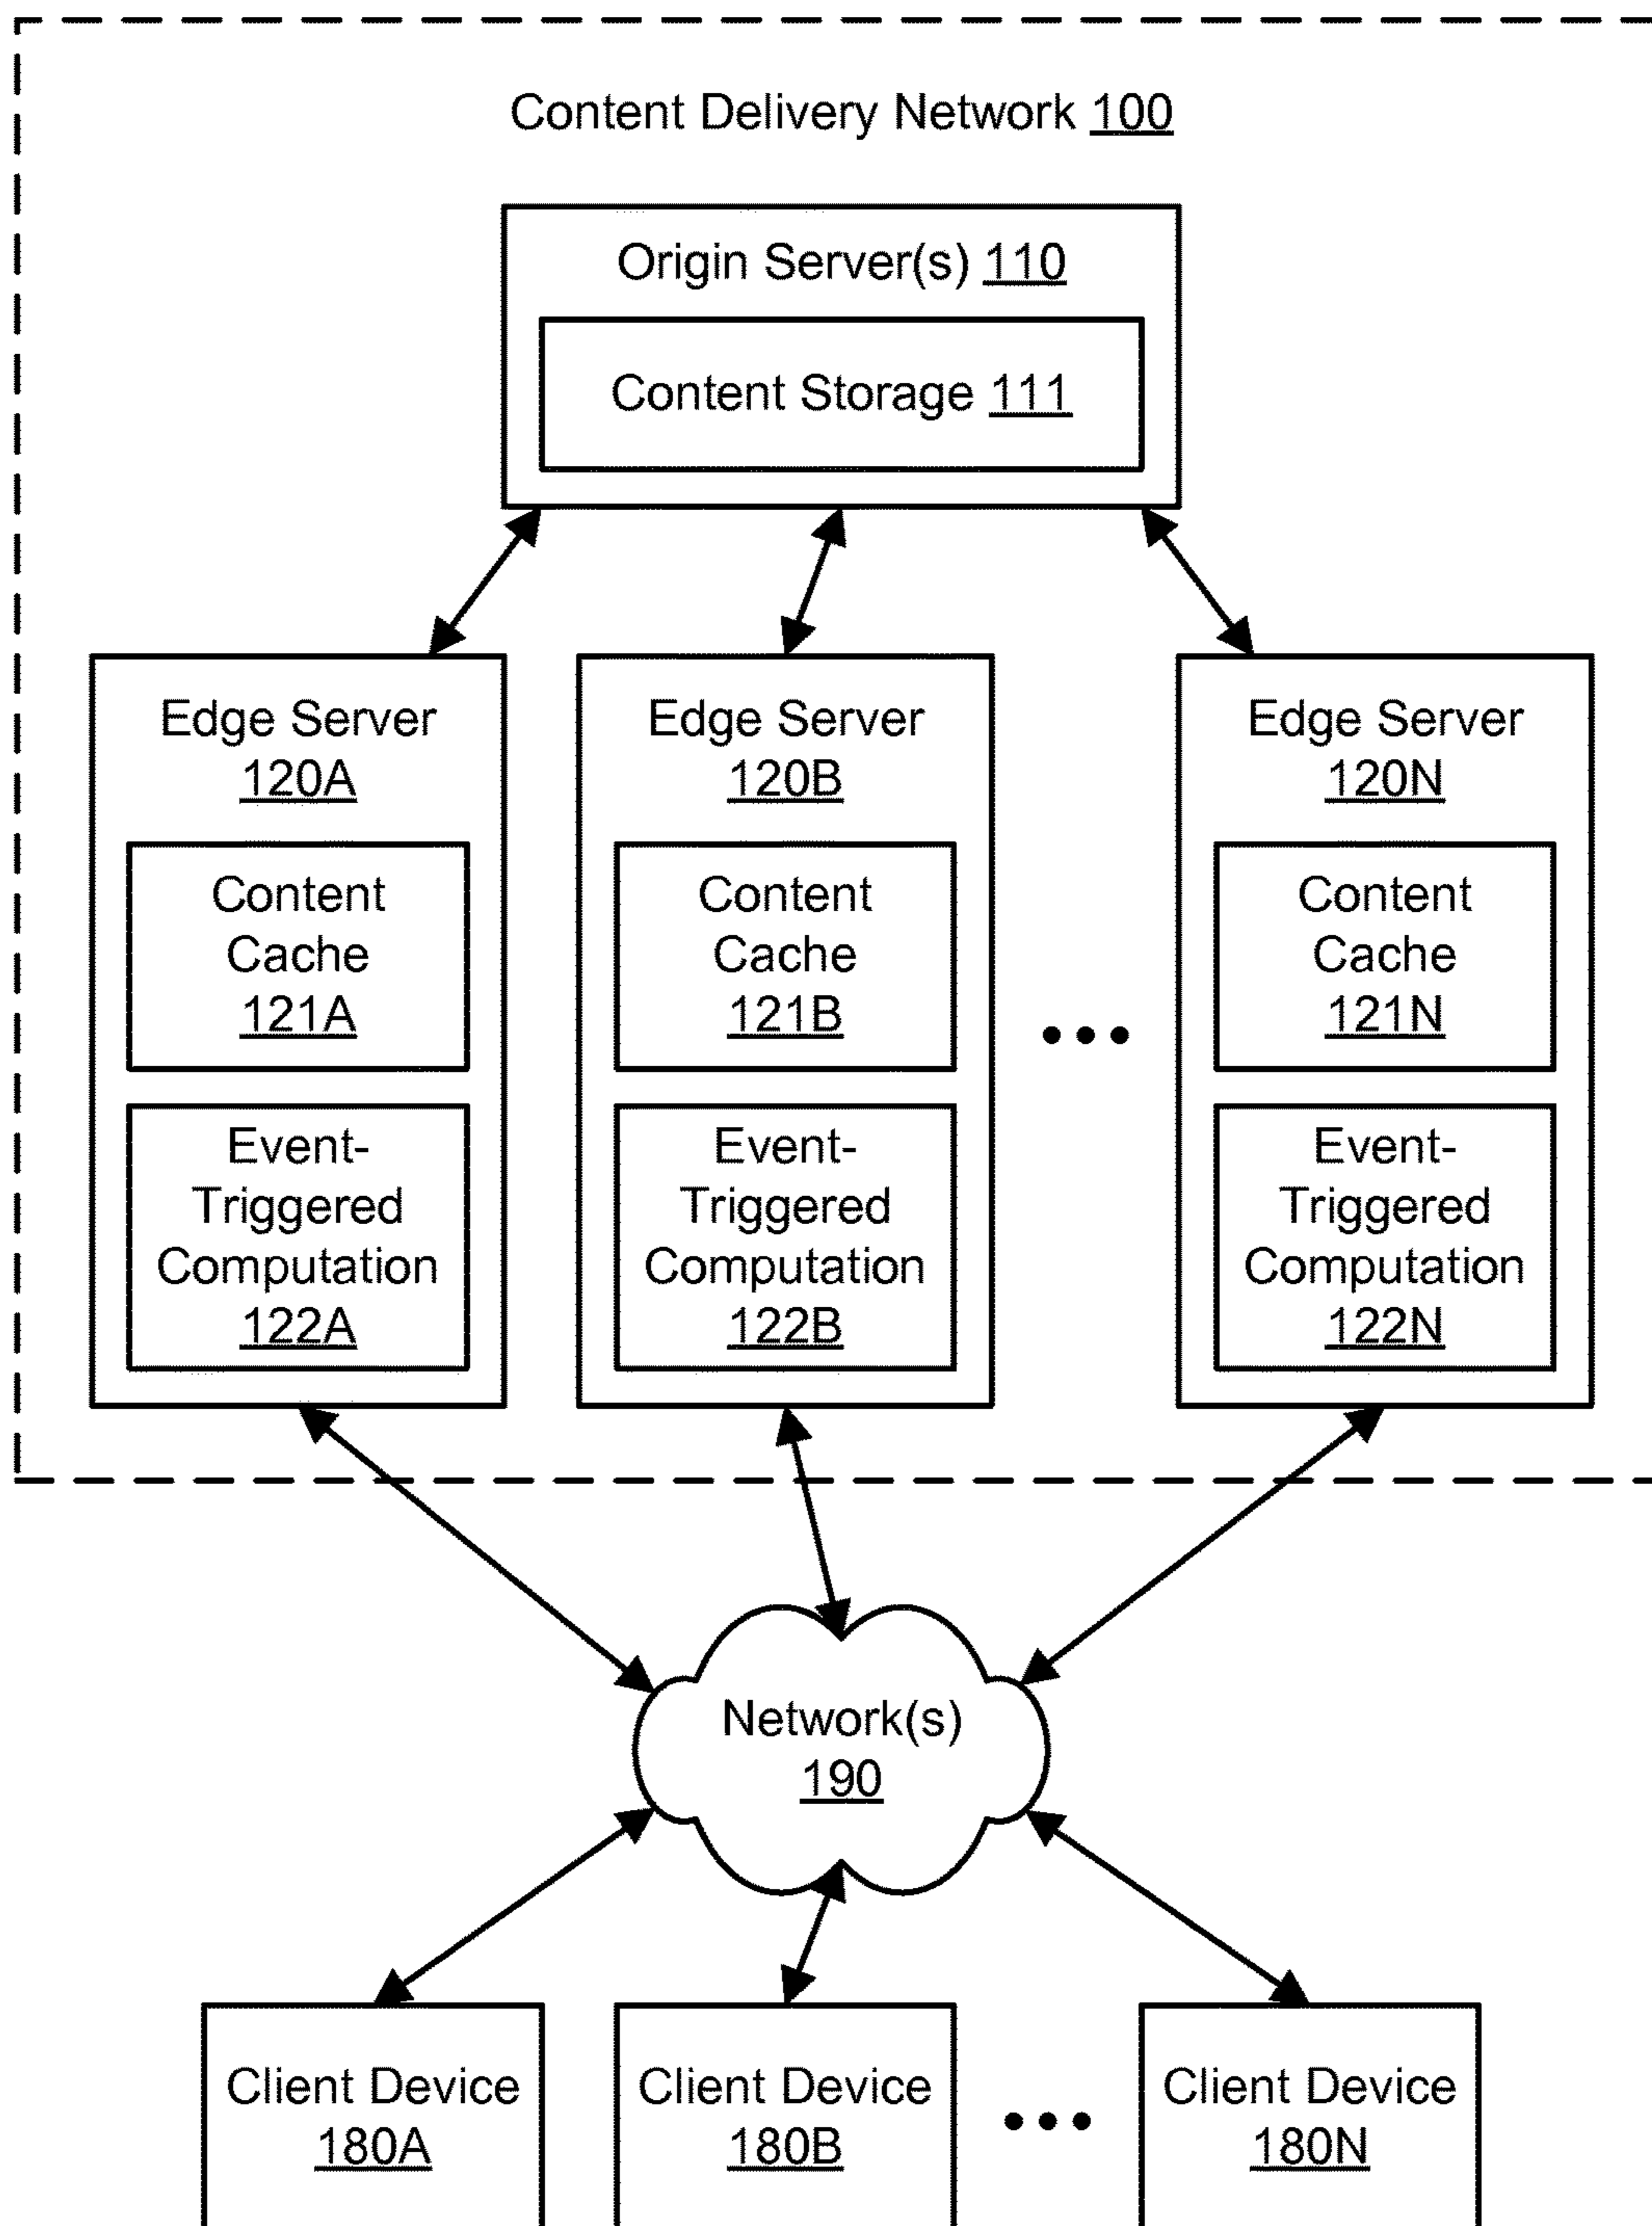 Content Delivery Network 100
Origin Server(s) 110
Content Storage 111
Edge Server
120A
Content
Cache
121A
Event-
Triggered
Computation
122A
Edge Server
120B
Content
Cache
121B
Event-
Triggered
Computation
122B
Edge Server
120N
Content
Cache
121N
Event-
Triggered
Computation
122N
Network(s)
190
Client Device
180A
Client Device
180B
Client Device
180N